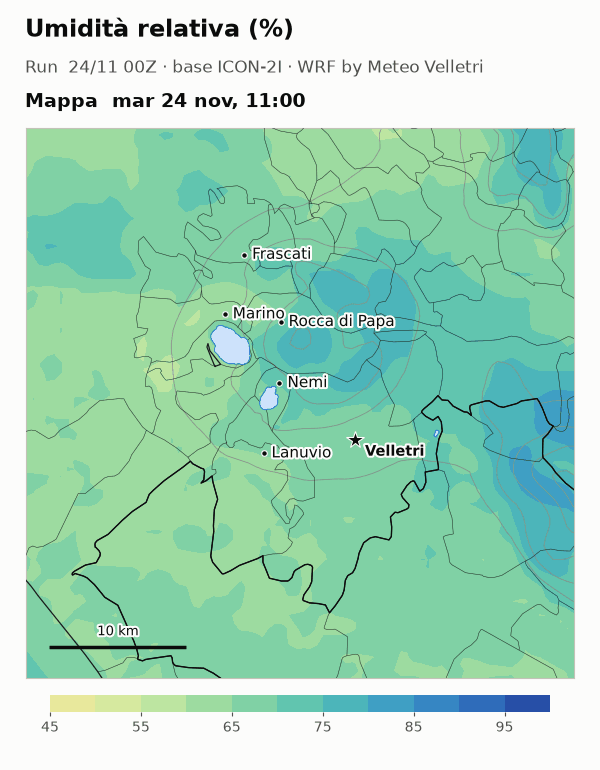 Umidità relativa (%)
Run  24/11 00Z · base ICON-2I · WRF by Meteo Velletri
Mappa  mar 24 nov, 11:00
Frascati
Marino
Rocca di Papa
Nemi
Velletri
Lanuvio
10 km
45 55 65 75 85 95